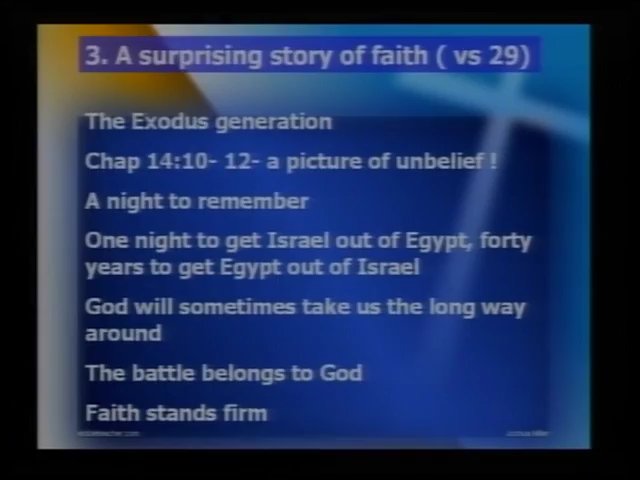 3. A surprising story of faith ( vs 29)
The Exodus generation
Chap 14:10- 12- a picture of unbelief !
A night to remember
One night to get Israel out of Egypt, forty
years to get Egypt out of Israel
God will sometimes take us the long way
around
The battle belongs to God
Faith stands firm